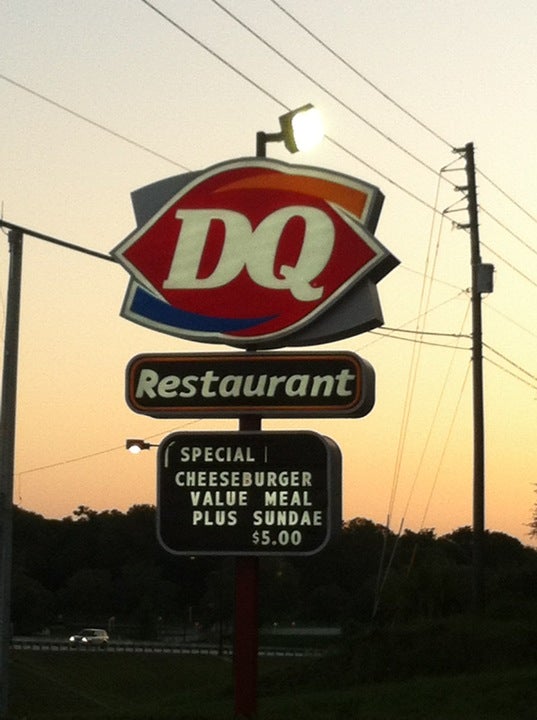 DQ
Restaurant
SPECIAL
CHEESEBURGER
VALUE MEAL
PLUS SUNDAE
$5.00